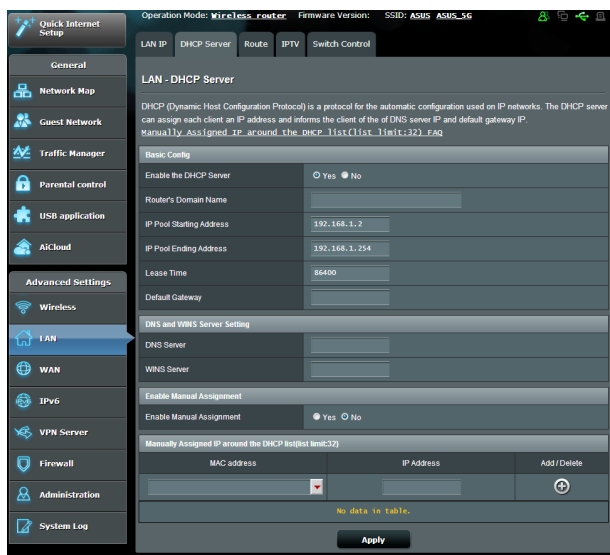 Quick Internet
Setup
General
Network Map
Guest Network
Traffic Manager
Parental control
USB application
AiCloud
Advanced Settings
Wireless
LAN
WAN
IPv6
VPN Server
Firewall
Administration
System Log
Operation Mode: Wireless router Firmware Version: SSID: ASUS ASUS_5G
LAN IP DHCP Server Route IPTV Switch Control
LAN - DHCP Server
DHCP (Dynamic Host Configuration Protocol) is a protocol for the automatic configuration used on IP networks. The DHCP server
can assign each client an IP address and informs the client of the of DNS server IP and default gateway IP.
Manually Assigned IP around the DHCP list(list limit:32) FAQ
Basic Config
Enable the DHCP Server Yes No
Router's Domain Name
IP Pool Starting Address 192.168.1.2
IP Pool Ending Address 192.168.1.254
Lease Time 86400
Default Gateway
DNS and WINS Server Setting
DNS Server
WINS Server
Enable Manual Assignment
Enable Manual Assignment Yes No
Manually Assigned IP around the DHCP list(list limit:32)
MAC address IP Address Add / Delete
No data in table.
Apply